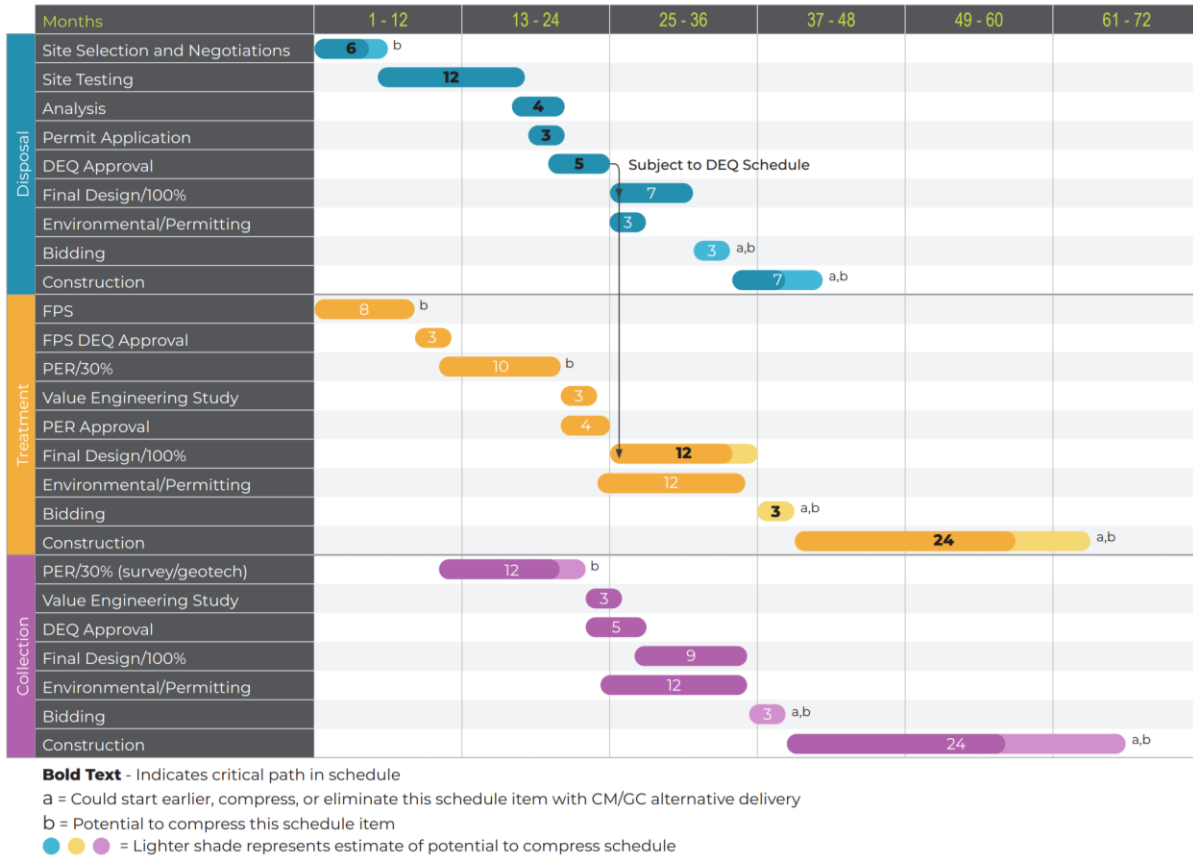 Months 1 - 12 13 - 24 25 - 36 37 - 48 49 - 60 61 - 72
Disposal
Site Selection and Negotiations 6 b
Site Testing 12
Analysis 4
Permit Application 3
DEQ Approval 5 Subject to DEQ Schedule
Final Design/100% 7
Environmental/Permitting 3
Bidding 3 a,b
Construction 7 a,b
Treatment
FPS 8 b
FPS DEQ Approval 3
PER/30% 10 b
Value Engineering Study 3
PER Approval 4
Final Design/100% 12
Environmental/Permitting 12
Bidding 3 a,b
Construction 24 a,b
Collection
PER/30% (survey/geotech) 12 b
Value Engineering Study 3
DEQ Approval 5
Final Design/100% 9
Environmental/Permitting 12
Bidding 3 a,b
Construction 24 a,b
Bold Text - Indicates critical path in schedule
a = Could start earlier, compress, or eliminate this schedule item with CM/GC alternative delivery
b = Potential to compress this schedule item
= Lighter shade represents estimate of potential to compress schedule